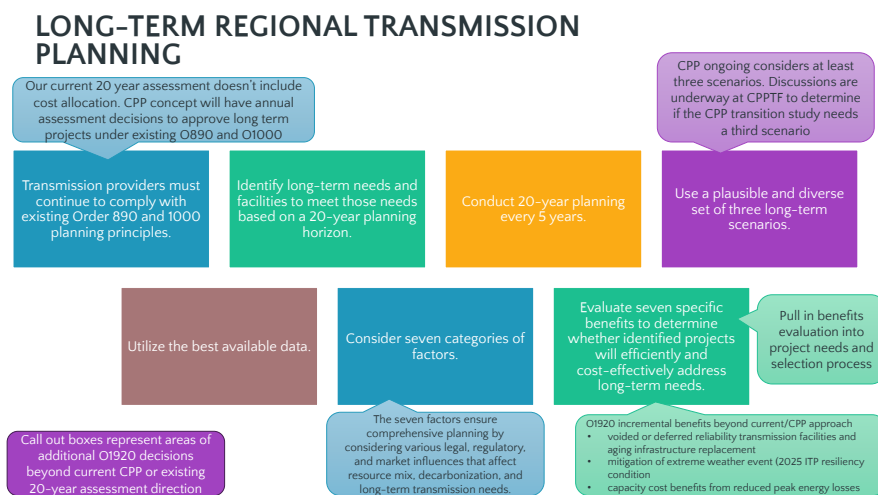 LONG-TERM REGIONAL TRANSMISSION
PLANNING
Our current 20 year assessment doesn't include
cost allocation. CPP concept will have annual
assessment decisions to approve long term
projects under existing O890 and O1000
CPP ongoing considers at least
three scenarios. Discussions are
underway at CPPTF to determine
if the CPP transition study needs
a third scenario
Transmission providers must
continue to comply with
existing Order 890 and 1000
planning principles.
Identify long-term needs and
facilities to meet those needs
based on a 20-year planning
horizon.
Conduct 20-year planning
every 5 years.
Use a plausible and diverse
set of three long-term
scenarios.
Utilize the best available data.
Consider seven categories of
factors.
Evaluate seven specific
benefits to determine
whether identified projects
will efficiently and
cost-effectively address
long-term needs.
Pull in benefits
evaluation into
project needs and
selection process
Call out boxes represent areas of
additional O1920 decisions
beyond current CPP or existing
20-year assessment direction
The seven factors ensure
comprehensive planning by
considering various legal, regulatory,
and market influences that affect
resource mix, decarbonization, and
long-term transmission needs.
O1920 incremental benefits beyond current/CPP approach
• voided or deferred reliability transmission facilities and
aging infrastructure replacement
• mitigation of extreme weather event (2025 ITP resiliency
condition
• capacity cost benefits from reduced peak energy losses